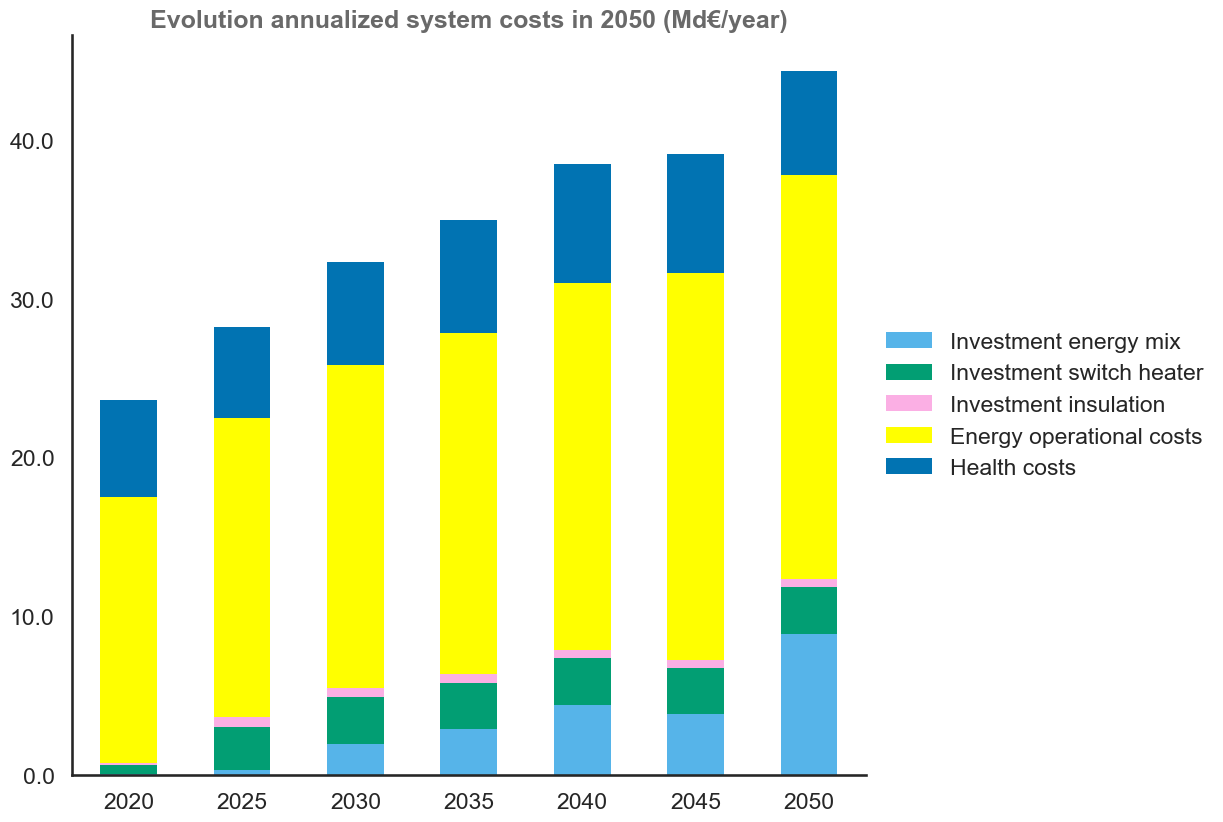 Evolution annualized system costs in 2050 (Md€/year)
40.0
30.0
20.0
10.0
0.0
2020 2025 2030 2035 2040 2045 2050
Investment energy mix
Investment switch heater
Investment insulation
Energy operational costs
Health costs